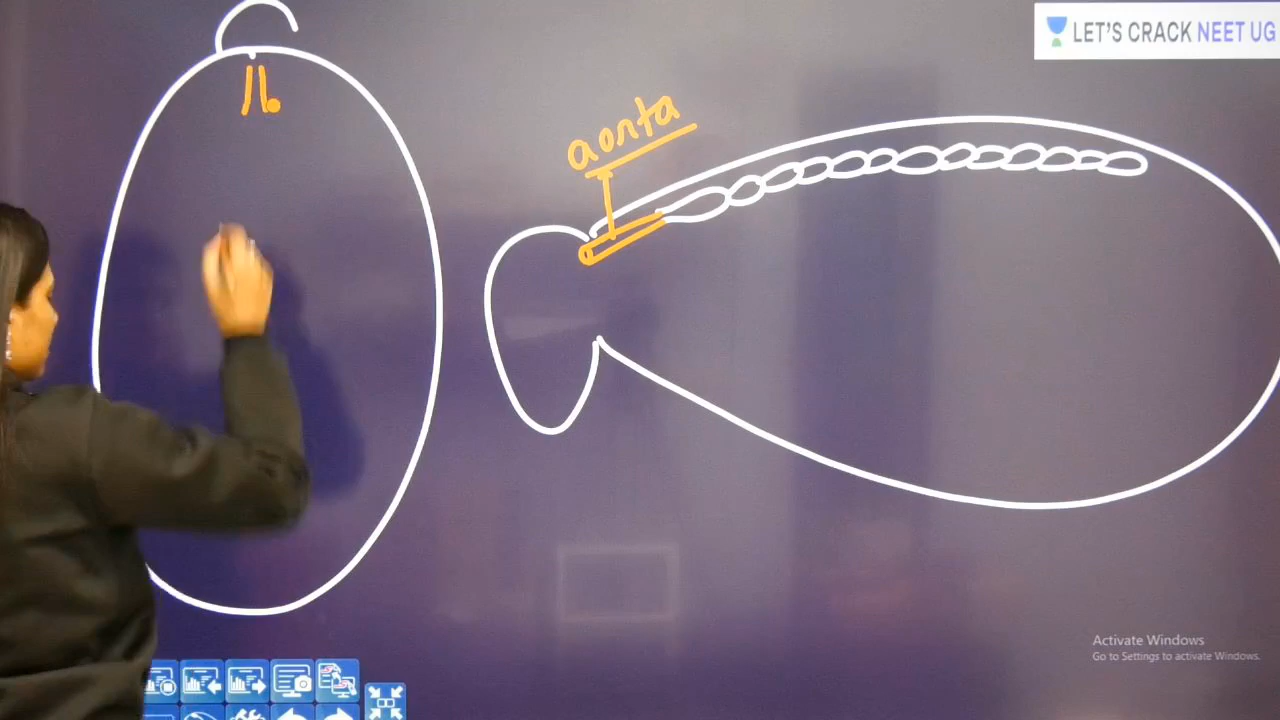 LET'S CRACK NEET UG
aorta
Activate Windows
Go to Settings to activate Windows.